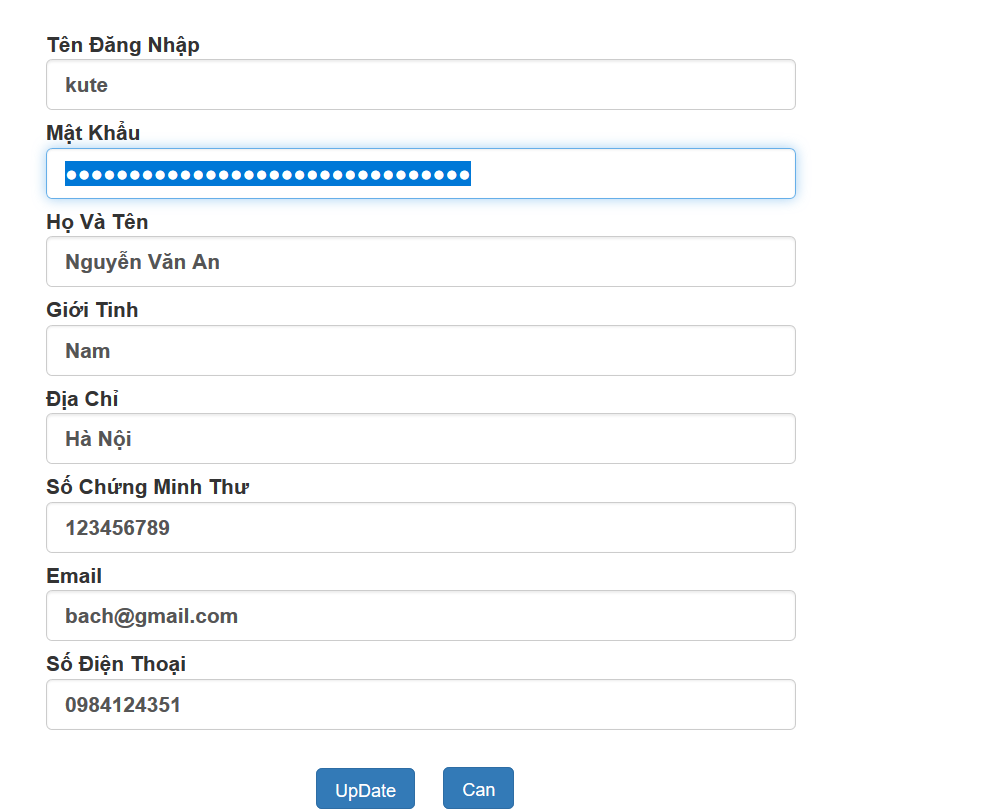 Tên Đăng Nhập
kute
Mật Khẩu
●●●●●●●●●●●●●●●●●●●●●●●●●●●●●●●●
Họ Và Tên
Nguyễn Văn An
Giới Tinh
Nam
Địa Chỉ
Hà Nội
Số Chứng Minh Thư
123456789
Email
bach@gmail.com
Số Điện Thoại
0984124351
UpDate Can